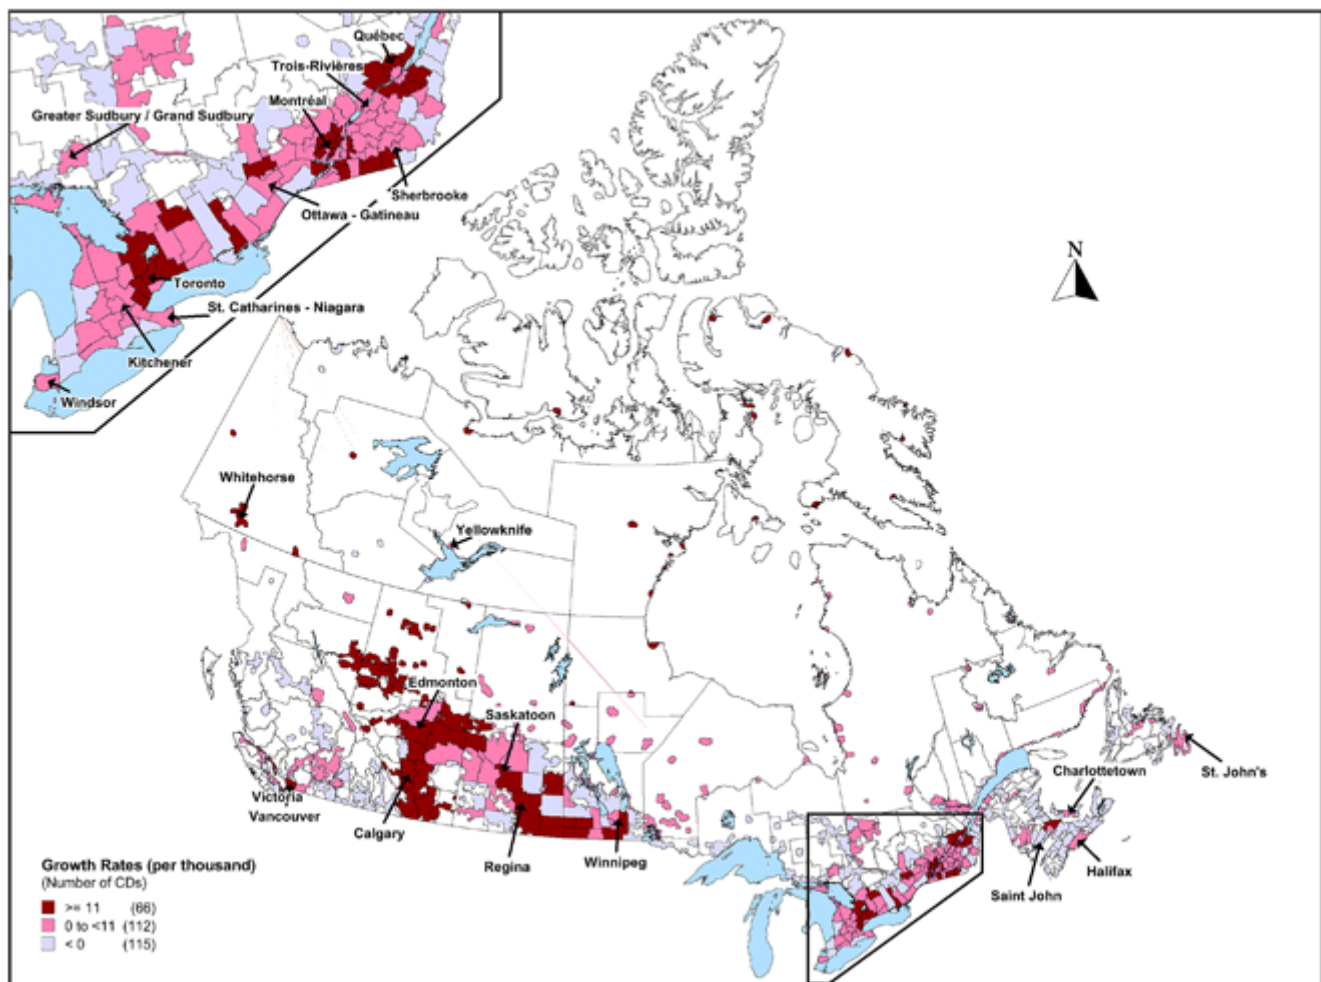 Québec
Trois-Rivières
Montréal
Greater Sudbury / Grand Sudbury
Sherbrooke
Ottawa - Gatineau
Toronto
St. Catharines - Niagara
Kitchener
Windsor
N
Whitehorse
Yellowknife
Edmonton
Saskatoon
St. John's
Charlottetown
Victoria
Vancouver
Calgary
Regina
Winnipeg
Halifax
Saint John
Growth Rates (per thousand)
(Number of CDs)
>= 11 (66)
0 to <11 (112)
< 0 (115)